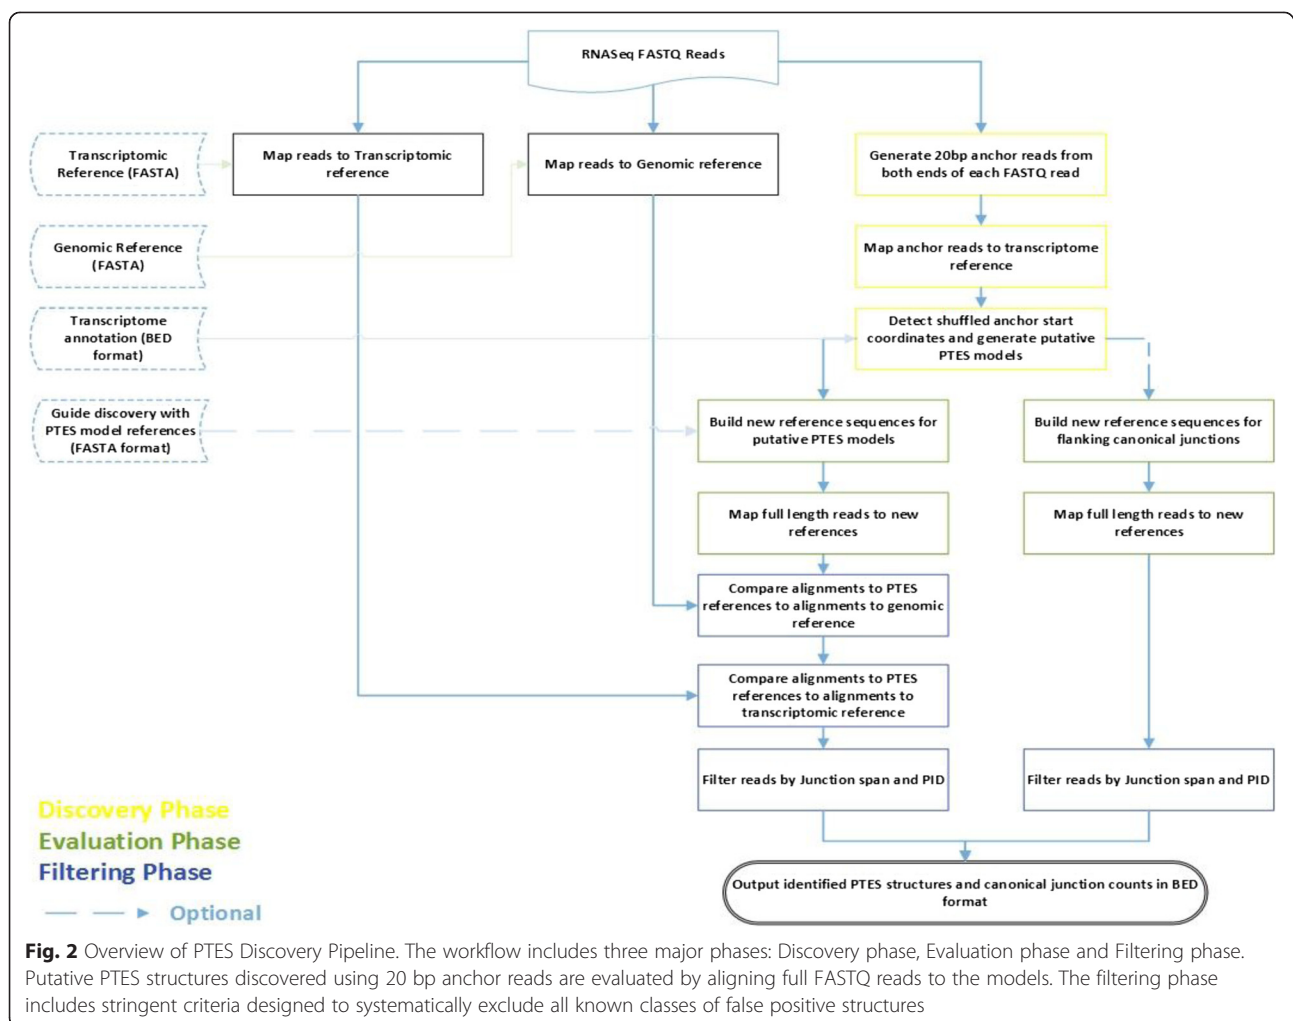 RNASeq FASTQ Reads
Transcriptomic
Reference (FASTA)
Map reads to Transcriptomic
reference
Map reads to Genomic reference
Generate 20bp anchor reads from
both ends of each FASTQ read
Genomic Reference
(FASTA)
Map anchor reads to transcriptome
reference
Transcriptome
annotation (BED
format)
Detect shuffled anchor start
coordinates and generate putative
PTES models
Guide discovery with
PTES model references
(FASTA format)
Build new reference sequences for
putative PTES models
Build new reference sequences for
flanking canonical junctions
Map full length reads to new
references
Map full length reads to new
references
Compare alignments to PTES
references to alignments to genomic
reference
Compare alignments to PTES
references to alignments to
transcriptomic reference
Filter reads by Junction span and PID
Filter reads by Junction span and PID
Discovery Phase
Evaluation Phase
Filtering Phase
Optional
Output identified PTES structures and canonical junction counts in BED
format
Fig. 2 Overview of PTES Discovery Pipeline. The workflow includes three major phases: Discovery phase, Evaluation phase and Filtering phase.
Putative PTES structures discovered using 20 bp anchor reads are evaluated by aligning full FASTQ reads to the models. The filtering phase
includes stringent criteria designed to systematically exclude all known classes of false positive structures